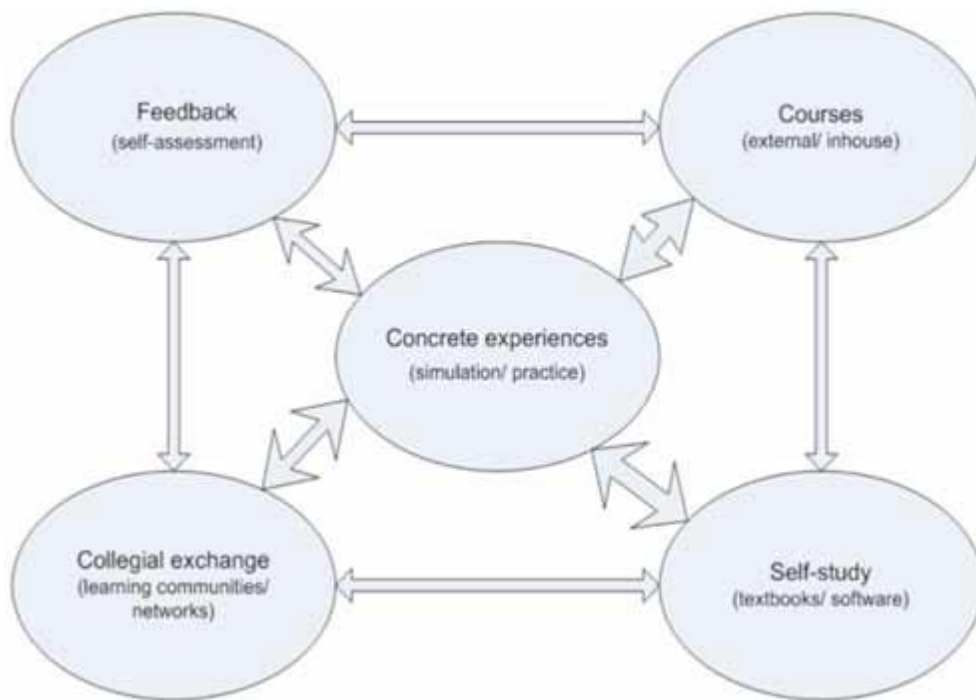 Feedback
(self-assessment)
Courses
(external/ inhouse)
Concrete experiences
(simulation/ practice)
Collegial exchange
(learning communities/
networks)
Self-study
(textbooks/ software)